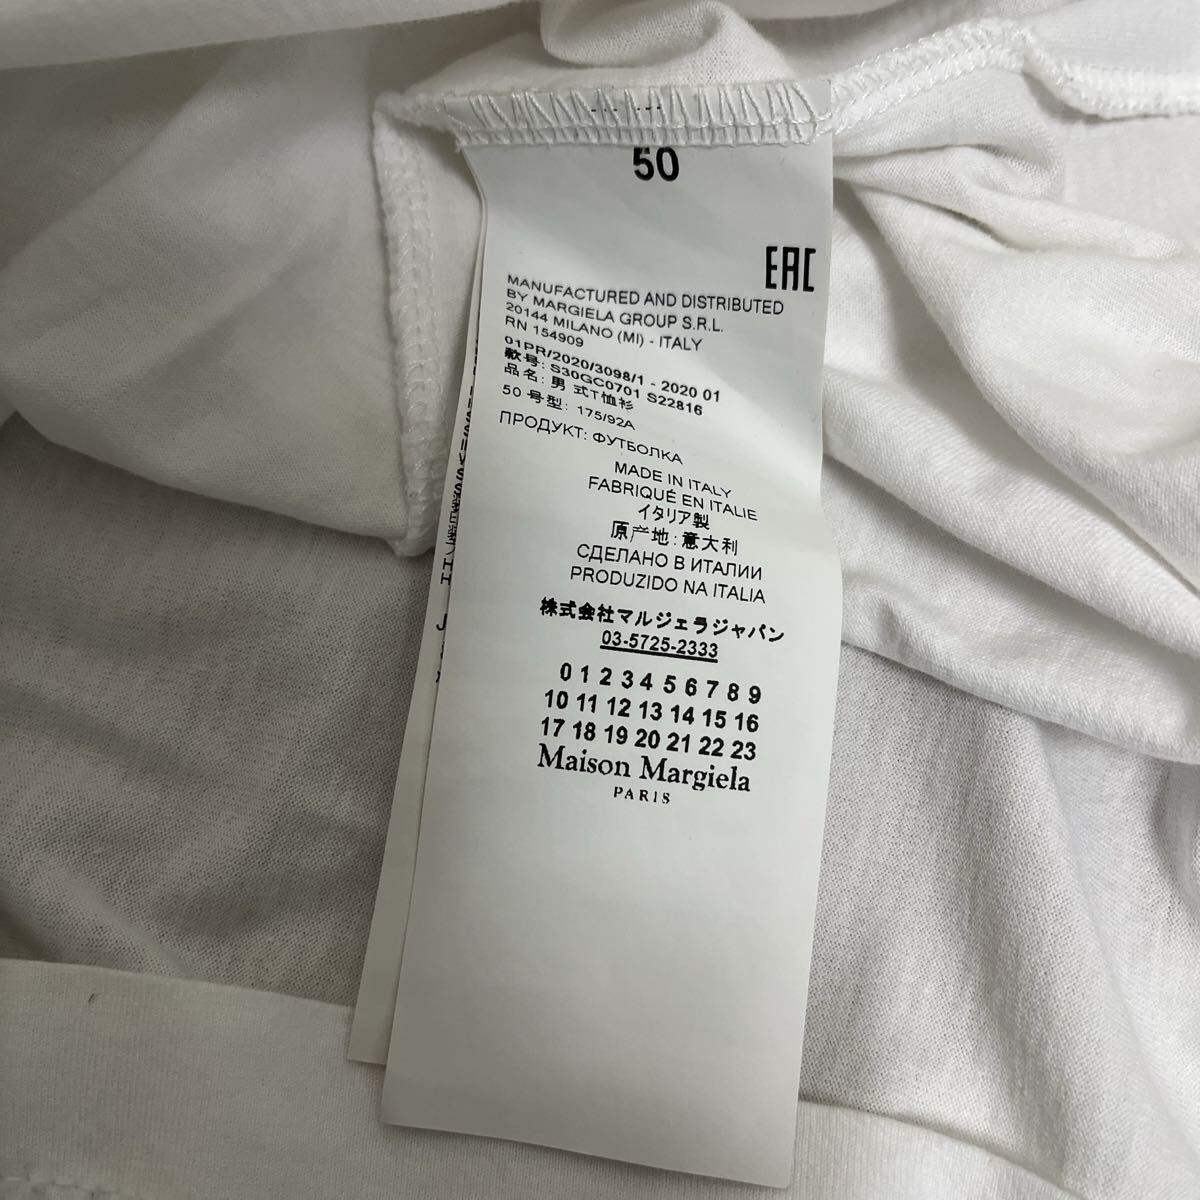 50
EAC
MANUFACTURED AND DISTRIBUTED
BY MARGIELA GROUP S.R.L.
20144 MILANO (MI) - ITALY
RN 154909
01PR/2020/3098/1 - 2020 01
款号: S30GC0701 S22816
品名: 男 式T恤衫
50 号型: 175/92A
ПРОДУКТ: ФУТБОЛКА
MADE IN ITALY
FABRIQUÉ EN ITALIE
イタリア製
原产地: 意大利
СДЕЛАНО В ИТАЛИИ
PRODUZIDO NA ITALIA
株式会社マルジェラジャパン
03-5725-2333
0 1 2 3 4 5 6 7 8 9
10 11 12 13 14 15 16
17 18 19 20 21 22 23
Maison Margiela
PARIS